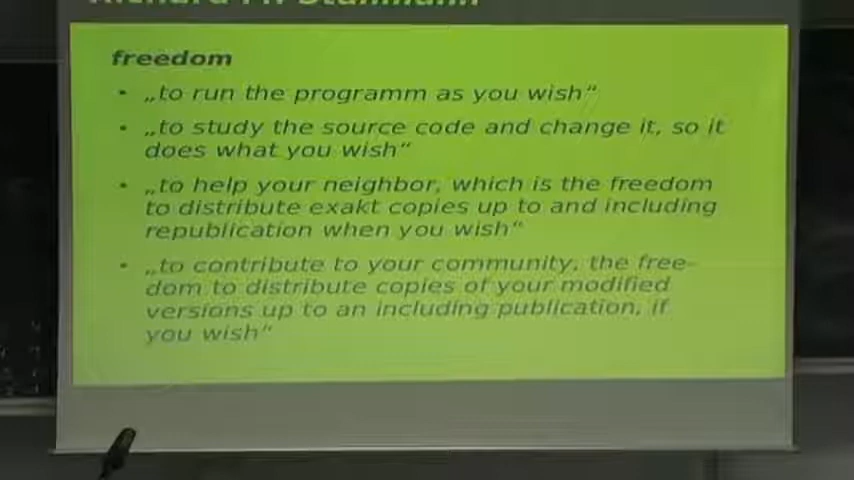 Richard M. Stallmann
freedom
• „to run the programm as you wish“
• „to study the source code and change it, so it
does what you wish“
• „to help your neighbor, which is the freedom
to distribute exakt copies up to and including
republication when you wish“
• „to contribute to your community, the free-
dom to distribute copies of your modified
versions up to an including publication, if
you wish“